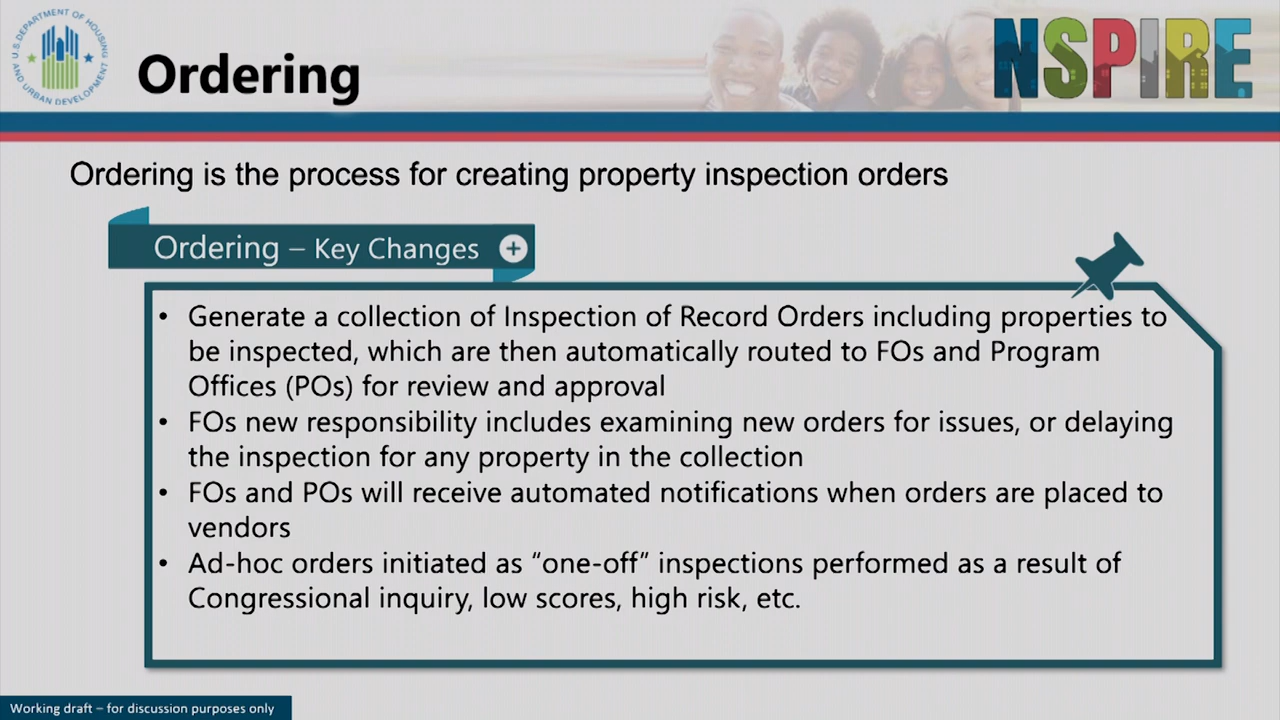 U.S. DEPARTMENT OF HOUSING AND URBAN DEVELOPMENT
Ordering
NSPIRE
Ordering is the process for creating property inspection orders
Ordering – Key Changes
• Generate a collection of Inspection of Record Orders including properties to
be inspected, which are then automatically routed to FOs and Program
Offices (POs) for review and approval
• FOs new responsibility includes examining new orders for issues, or delaying
the inspection for any property in the collection
• FOs and POs will receive automated notifications when orders are placed to
vendors
• Ad-hoc orders initiated as “one-off” inspections performed as a result of
Congressional inquiry, low scores, high risk, etc.
Working draft – for discussion purposes only